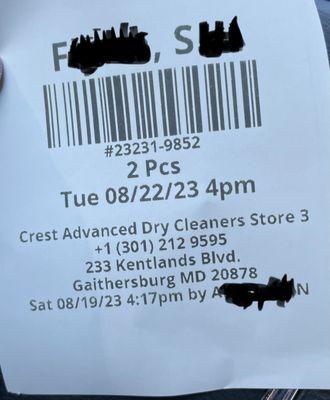 F, S
#23231-9852
2 Pcs
Tue 08/22/23 4pm
Crest Advanced Dry Cleaners Store 3
+1 (301) 212 9595
233 Kentlands Blvd.
Gaithersburg MD 20878
Sat 08/19/23 4:17pm by A N